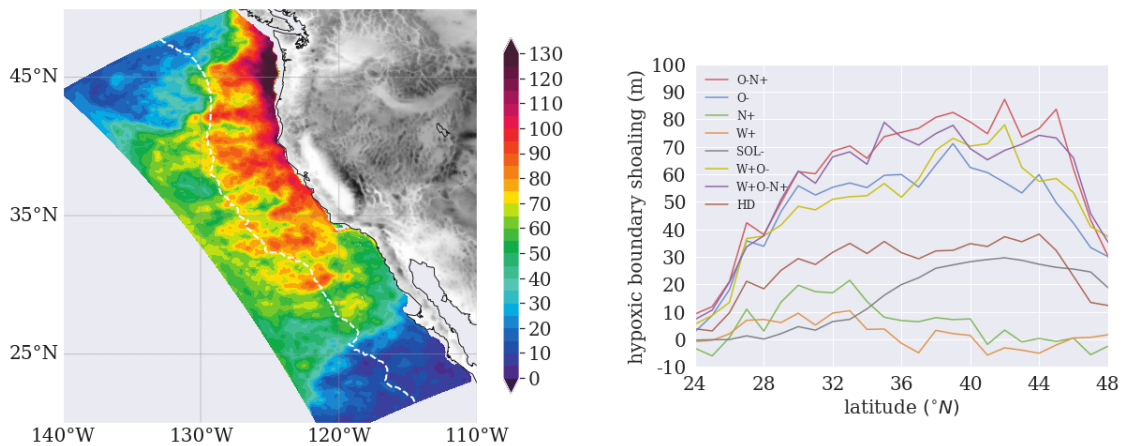 45°N
35°N
25°N
140°W
130°W
120°W
110°W
130
120
110
100
90
80
70
60
50
40
30
20
10
0
hypoxic boundary shoaling (m)
100
90
80
70
60
50
40
30
20
10
0
-10
O-N+
O-
N+
W+
SOL-
W+O-
W+O-N+
HD
24
28
32
36
40
44
48
latitude (°N)